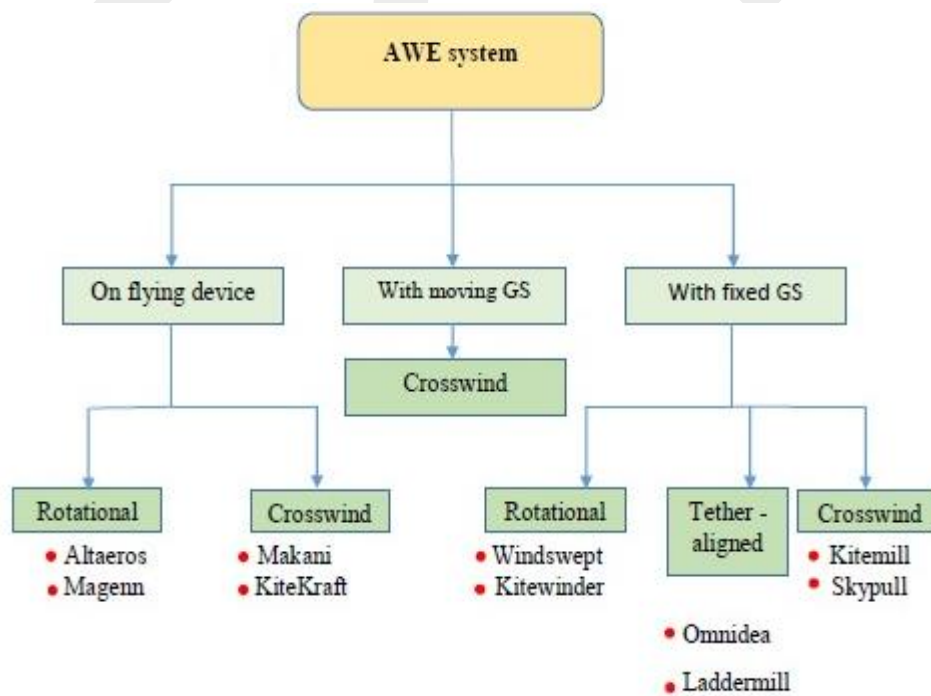 AWE system
On flying device
With moving GS
With fixed GS
Crosswind
Rotational
Crosswind
Rotational
Tether -
aligned
Crosswind
• Altaeros
• Magenn
• Makani
• KiteKraft
• Windswept
• Kitewinder
• Kitemill
• Skypull
• Omnidea
• Laddermill